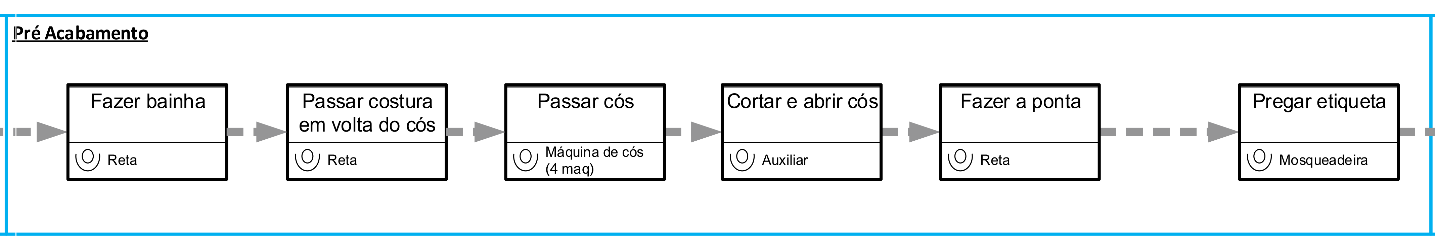 Pré Acabamento
Fazer bainha
Reta
Passar costura
em volta do cós
Reta
Passar cós
Máquina de cós
(4 maq)
Cortar e abrir cós
Auxiliar
Fazer a ponta
Reta
Pregar etiqueta
Mosqueadeira